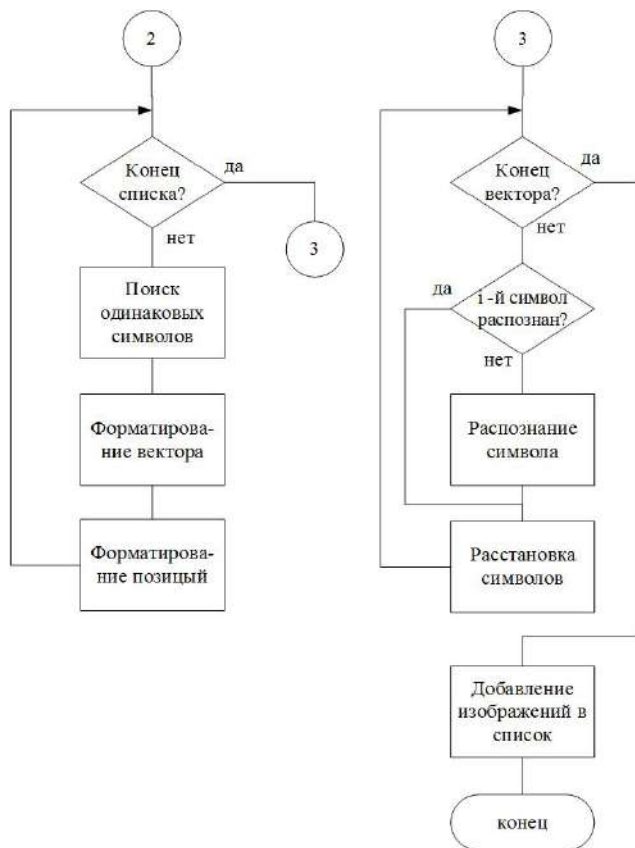 2
Конец
списка?
да
3
нет
Поиск
одинаковых
символов
Форматирова-
ние вектора
Форматирова-
ние позицый
3
Конец
вектора?
да
нет
да
i -й символ
распознан?
нет
Распознание
символа
Расстановка
символов
Добавление
изображений в
список
конец